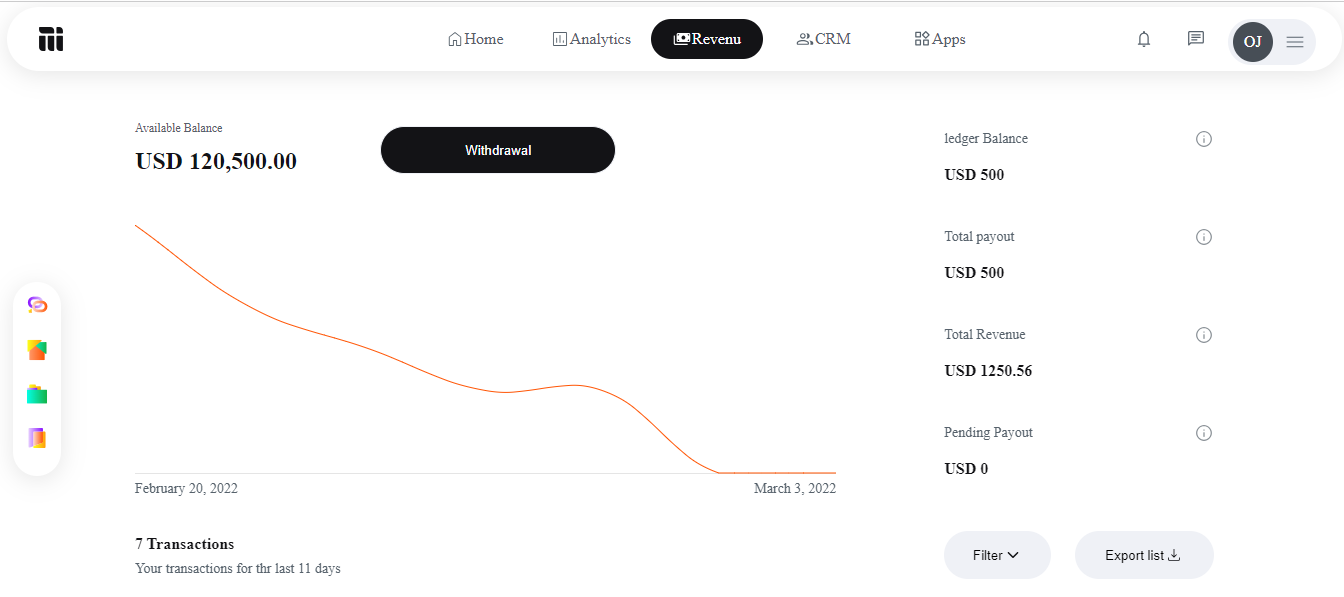 Home Analytics Revenu CRM Apps OJ
Available Balance
USD 120,500.00
Withdrawal
ledger Balance
USD 500
Total payout
USD 500
Total Revenue
USD 1250.56
Pending Payout
USD 0
February 20, 2022 March 3, 2022
7 Transactions
Your transactions for thr last 11 days
Filter Export list